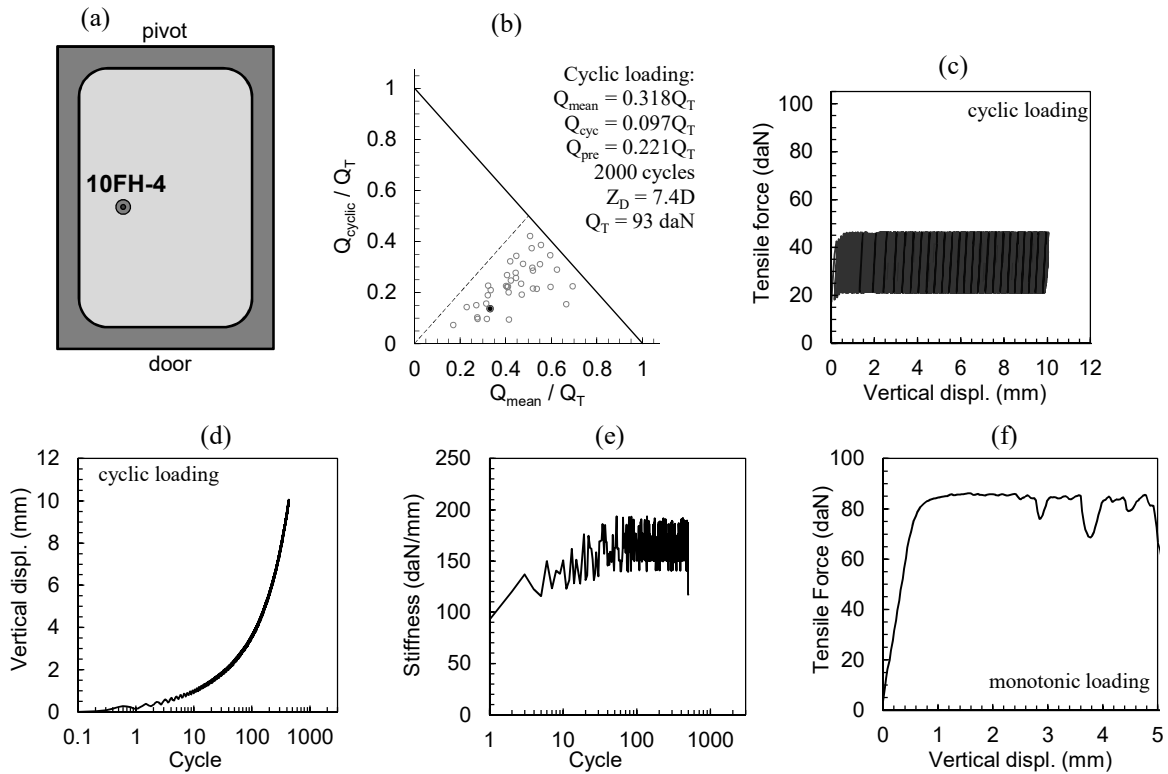 (a)
pivot
10FH-4
door
(b)
Cyclic loading:
Q_mean = 0.318Q_T
Q_cyc = 0.097Q_T
Q_pre = 0.221Q_T
2000 cycles
Z_D = 7.4D
Q_T = 93 daN
Q_cyclic / Q_T
1
0.8
0.6
0.4
0.2
0
0 0.2 0.4 0.6 0.8 1
Q_mean / Q_T
(c)
cyclic loading
Tensile force (daN)
100
80
60
40
20
0
0 2 4 6 8 10 12
Vertical displ. (mm)
(d)
cyclic loading
Vertical displ. (mm)
12
10
8
6
4
2
0
0.1 1 10 100 1000
Cycle
(e)
Stiffness (daN/mm)
250
200
150
100
50
0
1 10 100 1000
Cycle
(f)
Tensile Force (daN)
100
80
60
40
20
0
monotonic loading
0 1 2 3 4 5
Vertical displ. (mm)